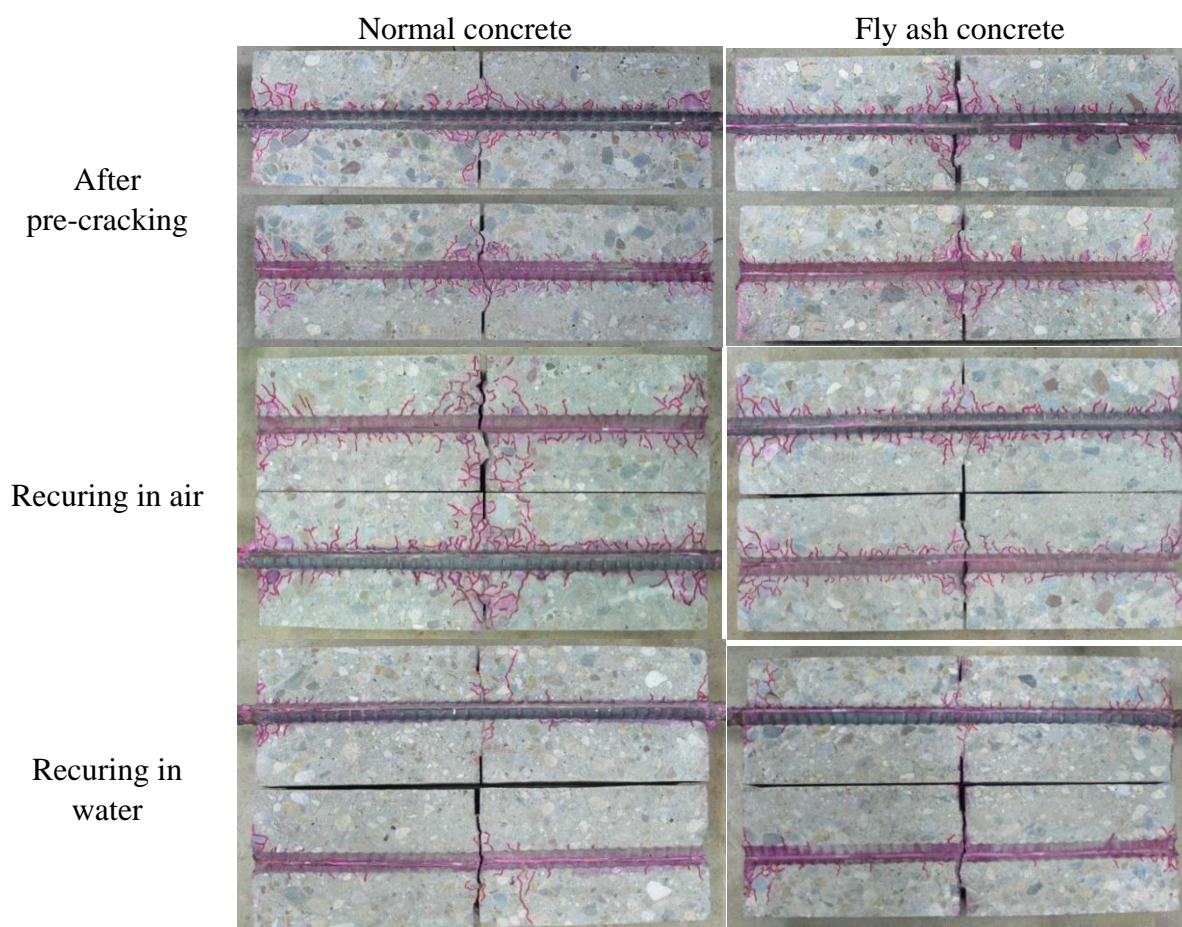 Normal concrete
Fly ash concrete
After
pre-cracking
Recuring in air
Recuring in
water